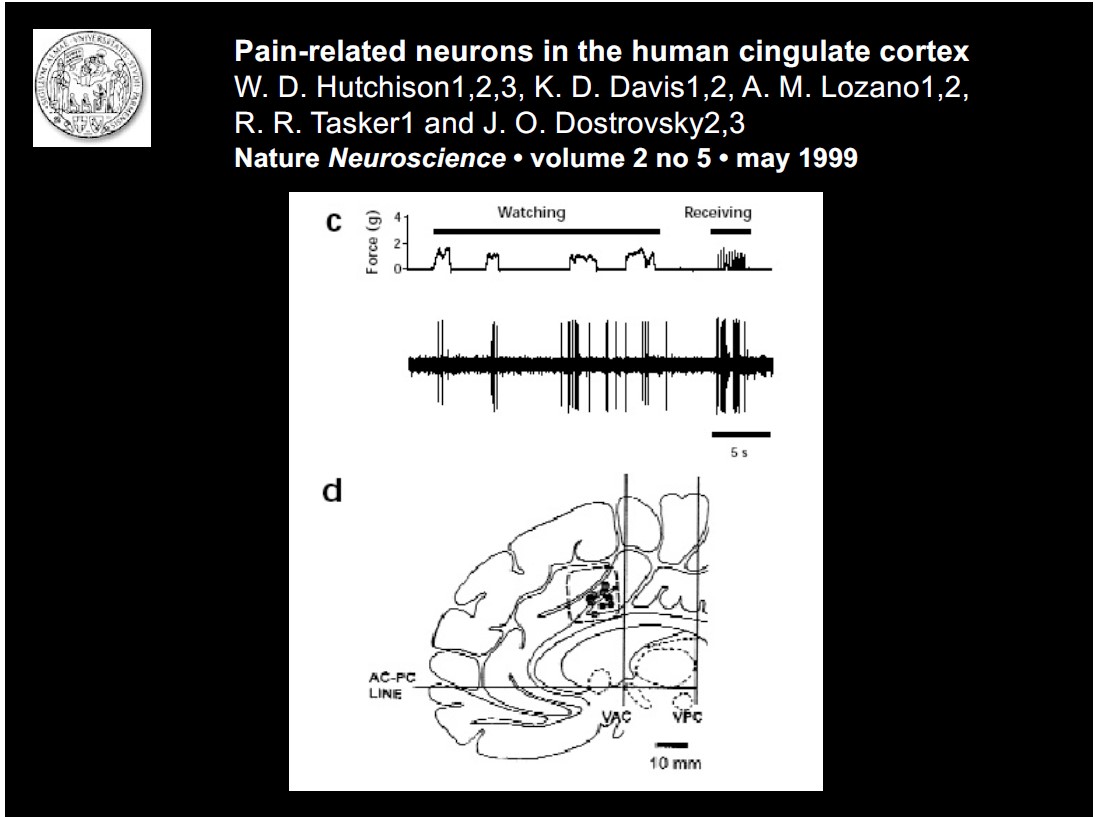 Pain-related neurons in the human cingulate cortex
W. D. Hutchison1,2,3, K. D. Davis1,2, A. M. Lozano1,2,
R. R. Tasker1 and J. O. Dostrovsky2,3
Nature Neuroscience • volume 2 no 5 • may 1999
c
Force (g)
4
2
0
Watching
Receiving
5 s
d
AC-PC
LINE
VAC
VPC
10 mm